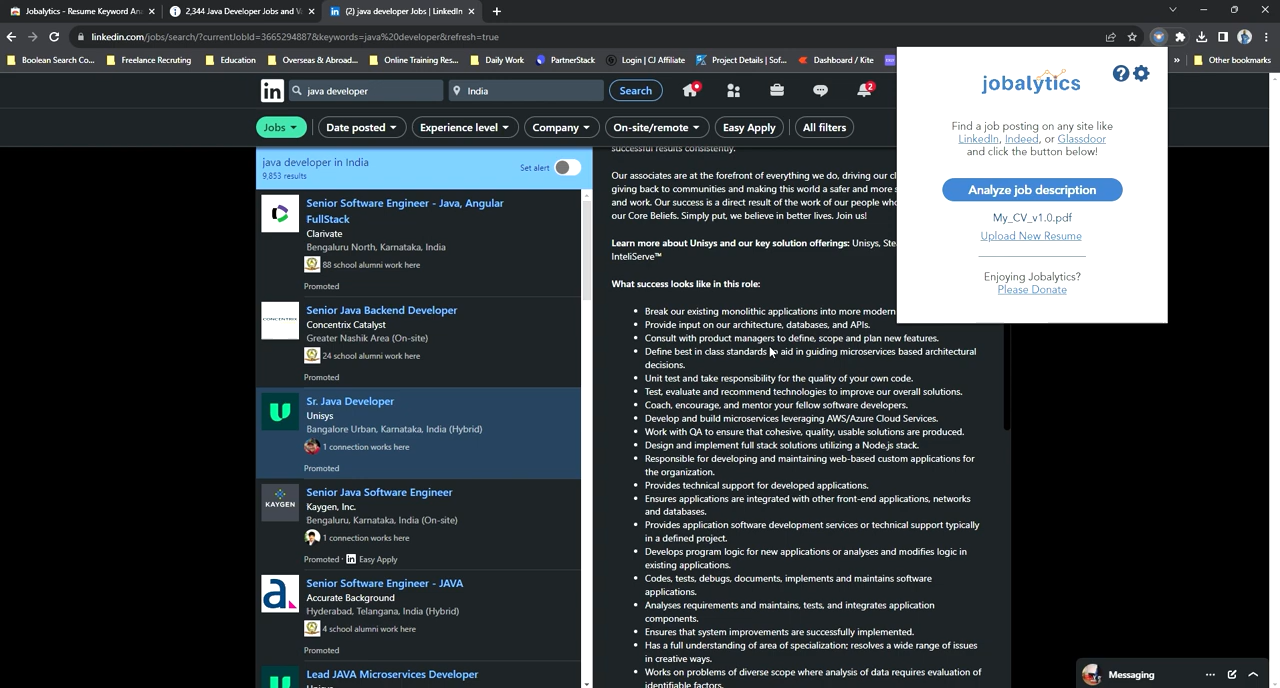 Jobalytics - Resume Keyword An
2,344 Java Developer Jobs and V
(2) java developer Jobs | LinkedIn
linkedin.com/jobs/search/?currentJobId=3665294887&keywords=java%20developer&refresh=true
Boolean Search Co...
Freelance Recruting
Education
Overseas & Abroad...
Online Training Res...
Daily Work
PartnerStack
Login | CJ Affiliate
Project Details | Sof...
Dashboard / Kite
»
Other bookmarks
in
java developer
India
Search
2
Jobs
Date posted
Experience level
Company
On-site/remote
Easy Apply
All filters
java developer in India
9,853 results
Set alert
Senior Software Engineer - Java, Angular
FullStack
Clarivate
Bengaluru North, Karnataka, India
88 school alumni work here
Promoted
CONCENTRIX
Senior Java Backend Developer
Concentrix Catalyst
Greater Nashik Area (On-site)
24 school alumni work here
Promoted
Sr. Java Developer
Unisys
Bangalore Urban, Karnataka, India (Hybrid)
1 connection works here
Promoted
KAYGEN
Senior Java Software Engineer
Kaygen, Inc.
Bengaluru, Karnataka, India (On-site)
1 connection works here
Promoted · in Easy Apply
a
Senior Software Engineer - JAVA
Accurate Background
Hyderabad, Telangana, India (Hybrid)
4 school alumni work here
Promoted
Lead JAVA Microservices Developer
successful results consistently.
Our associates are at the forefront of everything we do, driving our cl
giving back to communities and making this world a safer and more s
and work. Our success is a direct result of the work of our people who
our Core Beliefs. Simply put, we believe in better lives. Join us!
Learn more about Unisys and our key solution offerings: Unisys, Ste
InteliServe™
What success looks like in this role:
• Break our existing monolithic applications into more modern
• Provide input on our architecture, databases, and APIs.
• Consult with product managers to define, scope and plan new features.
• Define best in class standards to aid in guiding microservices based architectural
decisions.
• Unit test and take responsibility for the quality of your own code.
• Test, evaluate and recommend technologies to improve our overall solutions.
• Coach, encourage, and mentor your fellow software developers.
• Develop and build microservices leveraging AWS/Azure Cloud Services.
• Work with QA to ensure that cohesive, quality, usable solutions are produced.
• Design and implement full stack solutions utilizing a Node.js stack.
• Responsible for developing and maintaining web-based custom applications for
the organization.
• Provides technical support for developed applications.
• Ensures applications are integrated with other front-end applications, networks
and databases.
• Provides application software development services or technical support typically
in a defined project.
• Develops program logic for new applications or analyses and modifies logic in
existing applications.
• Codes, tests, debugs, documents, implements and maintains software
applications.
• Analyses requirements and maintains, tests, and integrates application
components.
• Ensures that system improvements are successfully implemented.
• Has a full understanding of area of specialization; resolves a wide range of issues
in creative ways.
• Works on problems of diverse scope where analysis of data requires evaluation of
identifiable factors.
jobalytics
Find a job posting on any site like
LinkedIn, Indeed, or Glassdoor
and click the button below!
Analyze job description
My_CV_v1.0.pdf
Upload New Resume
Enjoying Jobalytics?
Please Donate
Messaging